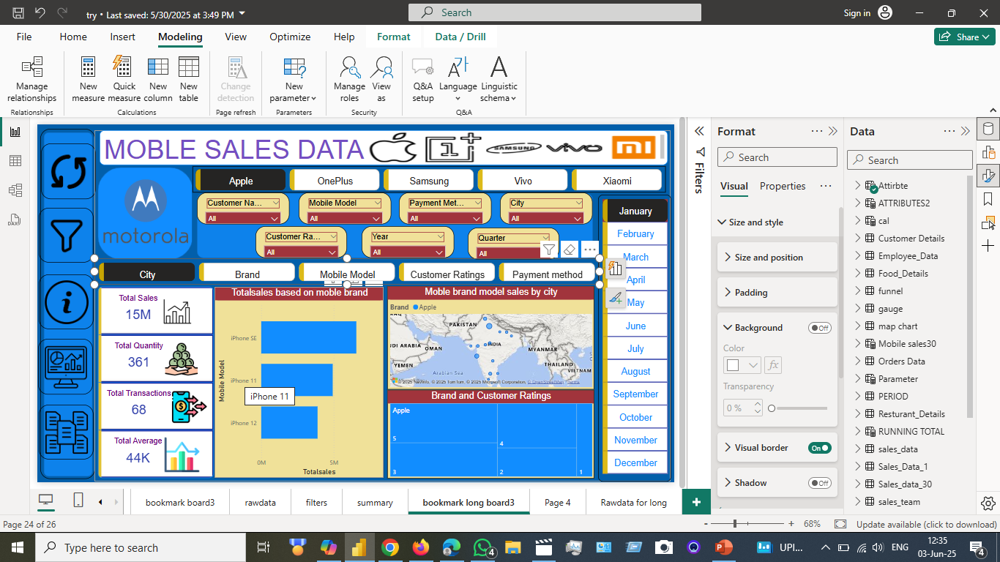 try • Last saved: 5/30/2025 at 3:49 PM
Search
Sign in
File
Home
Insert
Modeling
View
Optimize
Help
Format
Data / Drill
Share
Manage
relationships
New
measure
Quick
measure
New
column
New
table
Change
detection
New
parameter
Manage
roles
View
as
Q&A
setup
Language
Linguistic
schema
Relationships
Calculations
Page refresh
Parameters
Security
Q&A
MOBLE SALES DATA
SAMSUNG
vivo
MI
motorola
Apple
OnePlus
Samsung
Vivo
Xiaomi
Customer Na...
All
Mobile Model
All
Payment Met...
All
City
All
Customer Ra...
All
Year
All
Quarter
All
City
Brand
Mobile Model
Customer Ratings
Payment method
January
February
March
April
May
June
July
August
September
October
November
December
Total Sales
15M
Total Quantity
361
Total Transactions
68
Total Average
44K
Totalsales based on moble brand
Mobile Model
iPhone SE
iPhone 11
iPhone 11
iPhone 12
0M
5M
Totalsales
Moble brand model sales by city
Brand
Apple
PAKISTAN
OMAN
INDIA
MYANMAR
YEMEN
THAILAND
VIETNAM
Arabian Sea
© 2025 TomTom, © 2025 Microsoft Corporation, © OpenStreetMap Terms
Brand and Customer Ratings
Apple
5
4
3
2
1
Filters
Format
Search
Visual
Properties
Size and style
Size and position
Padding
Background
Off
Color
fx
Transparency
0 %
Visual border
On
Shadow
Off
Data
Search
Attirbte
ATTRIBUTES2
cal
Customer Details
Employee_Data
Food_Details
funnel
gauge
map chart
Mobile sales30
Orders Data
Parameter
PERIOD
Resturant_Details
RUNNING TOTAL
sales_data
Sales_Data_1
Sales_data_30
sales_team
bookmark board3
rawdata
filters
summary
bookmark long board3
Page 4
Rawdata for long
Page 24 of 26
68%
Update available (click to download)
Type here to search
4
UPI...
ENG
12:35
03-Jun-25
4